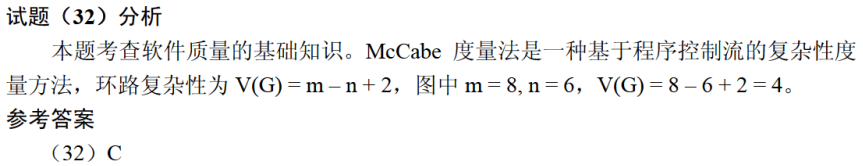 试题（32）分析
本题考查软件质量的基础知识。McCabe 度量法是一种基于程序控制流的复杂性度
量方法，环路复杂性为 V(G) = m – n + 2，图中 m = 8, n = 6，V(G) = 8 – 6 + 2 = 4。
参考答案
（32）C